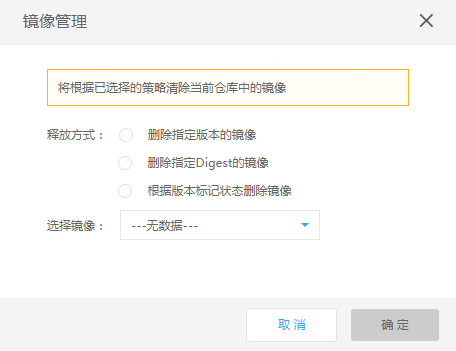 镜像管理
将根据已选择的策略清除当前仓库中的镜像
释放方式： 删除指定版本的镜像
删除指定Digest的镜像
根据版本标记状态删除镜像
选择镜像： ---无数据---
取 消 确 定